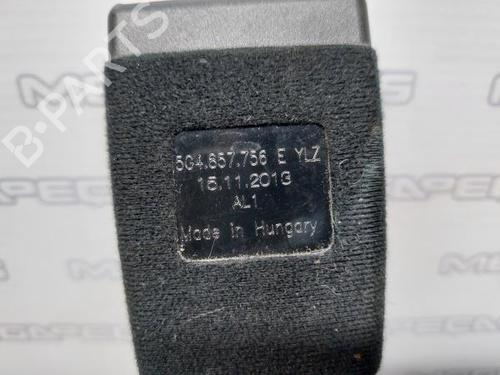 5G4.857.756 E YLZ
15.11.2013
AL1
Made in Hungary
B-PARTS